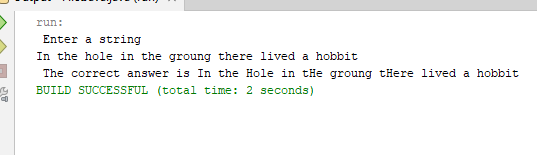 run:
Enter a string
In the hole in the groung there lived a hobbit
The correct answer is In the Hole in tHe groung tHere lived a hobbit
BUILD SUCCESSFUL (total time: 2 seconds)